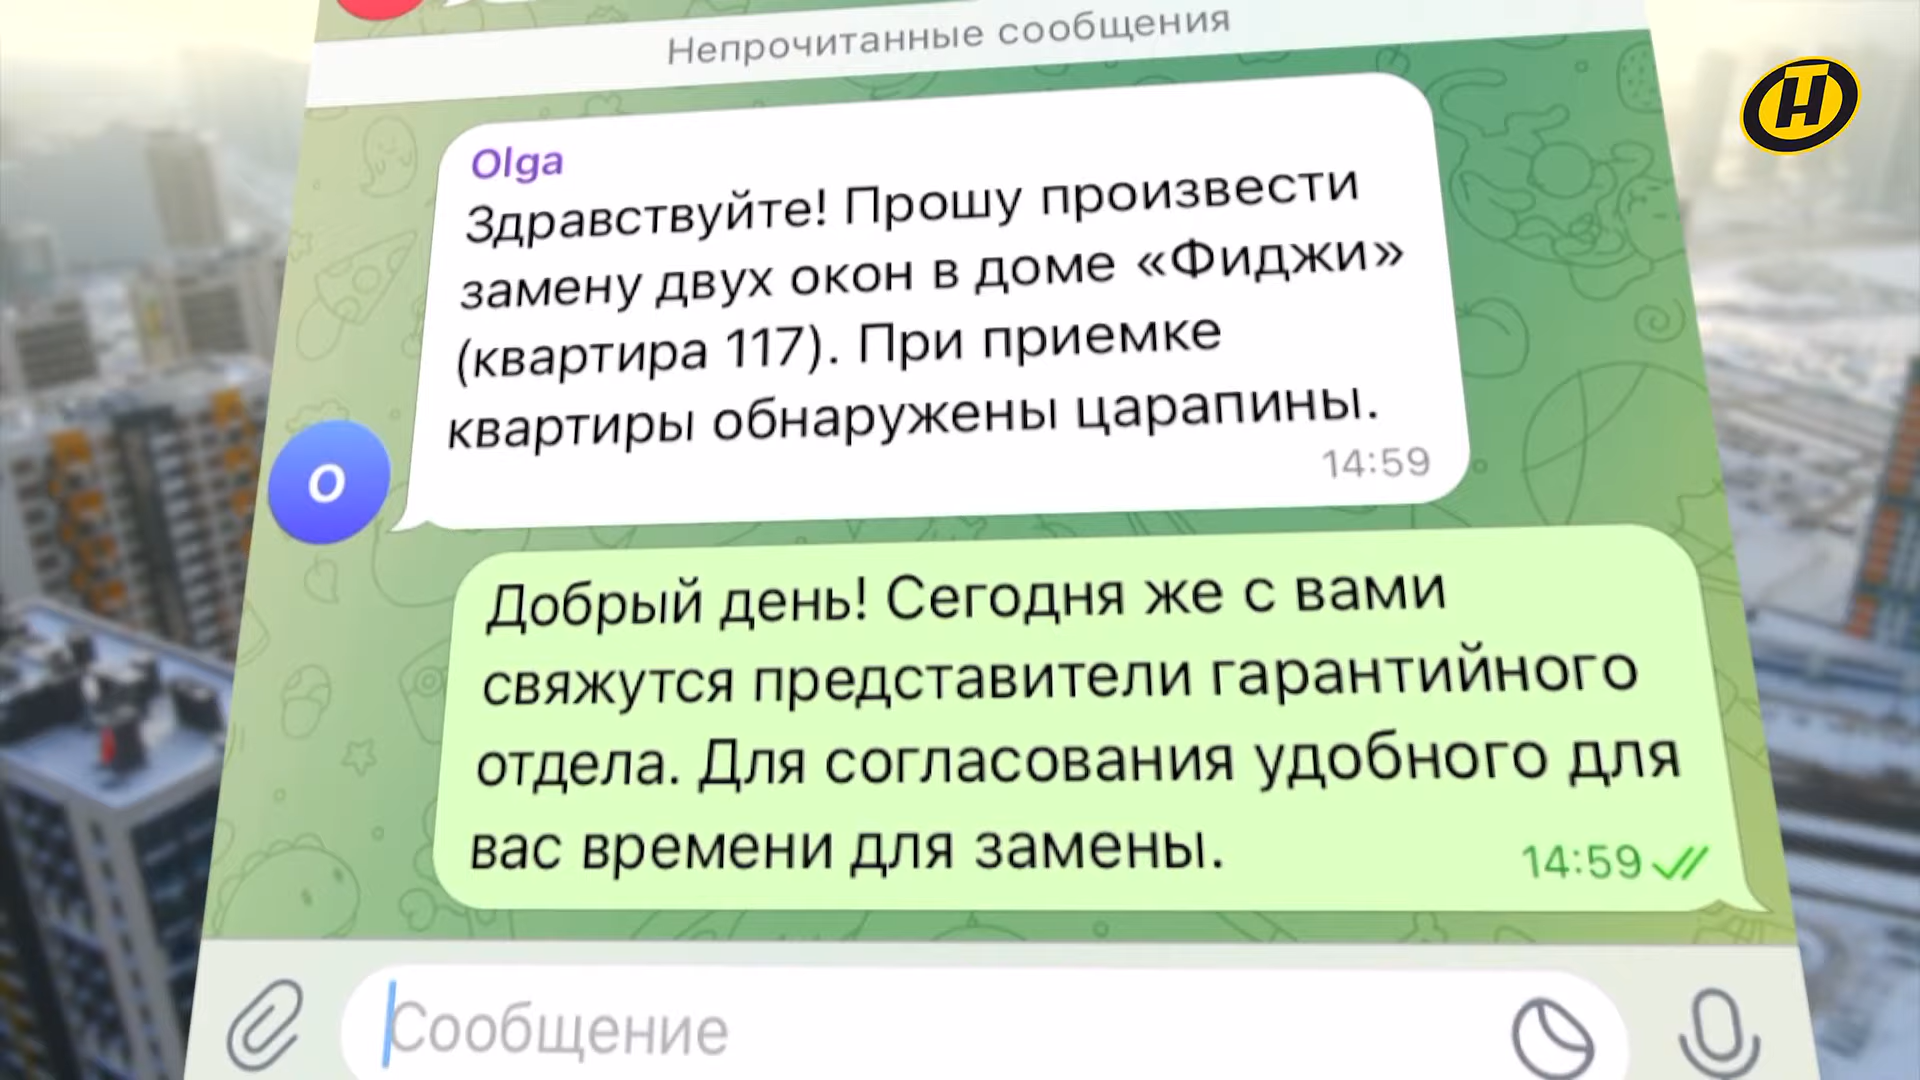 Непрочитанные сообщения
Olga
Здравствуйте! Прошу произвести
замену двух окон в доме «Фиджи»
(квартира 117). При приемке
квартиры обнаружены царапины.
14:59
О
Добрый день! Сегодня же с вами
свяжутся представители гарантийного
отдела. Для согласования удобного для
вас времени для замены.
14:59
Сообщение
ОНТ